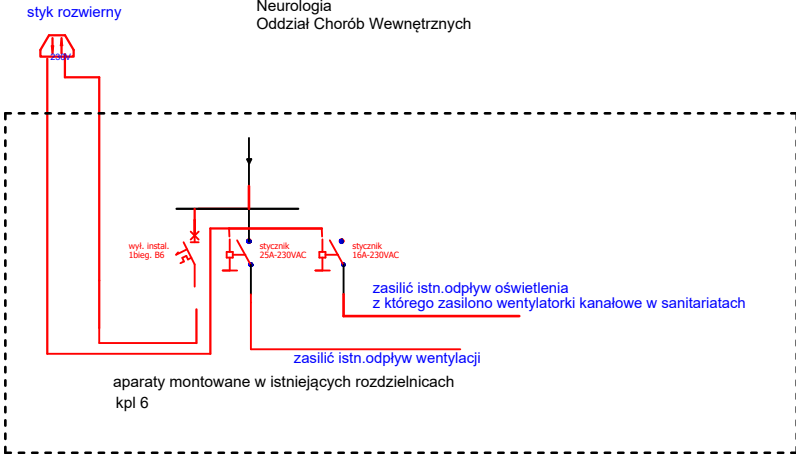 Neurologia
Oddział Chorób Wewnętrznych
styk rozwierny
230V
wył. instal.
1bieg. B6
stycznik
25A-230VAC
stycznik
16A-230VAC
zasilić istn.odpływ oświetlenia
z którego zasilono wentylatorki kanałowe w sanitariatach
zasilić istn.odpływ wentylacji
aparaty montowane w istniejących rozdzielnicach
kpl 6